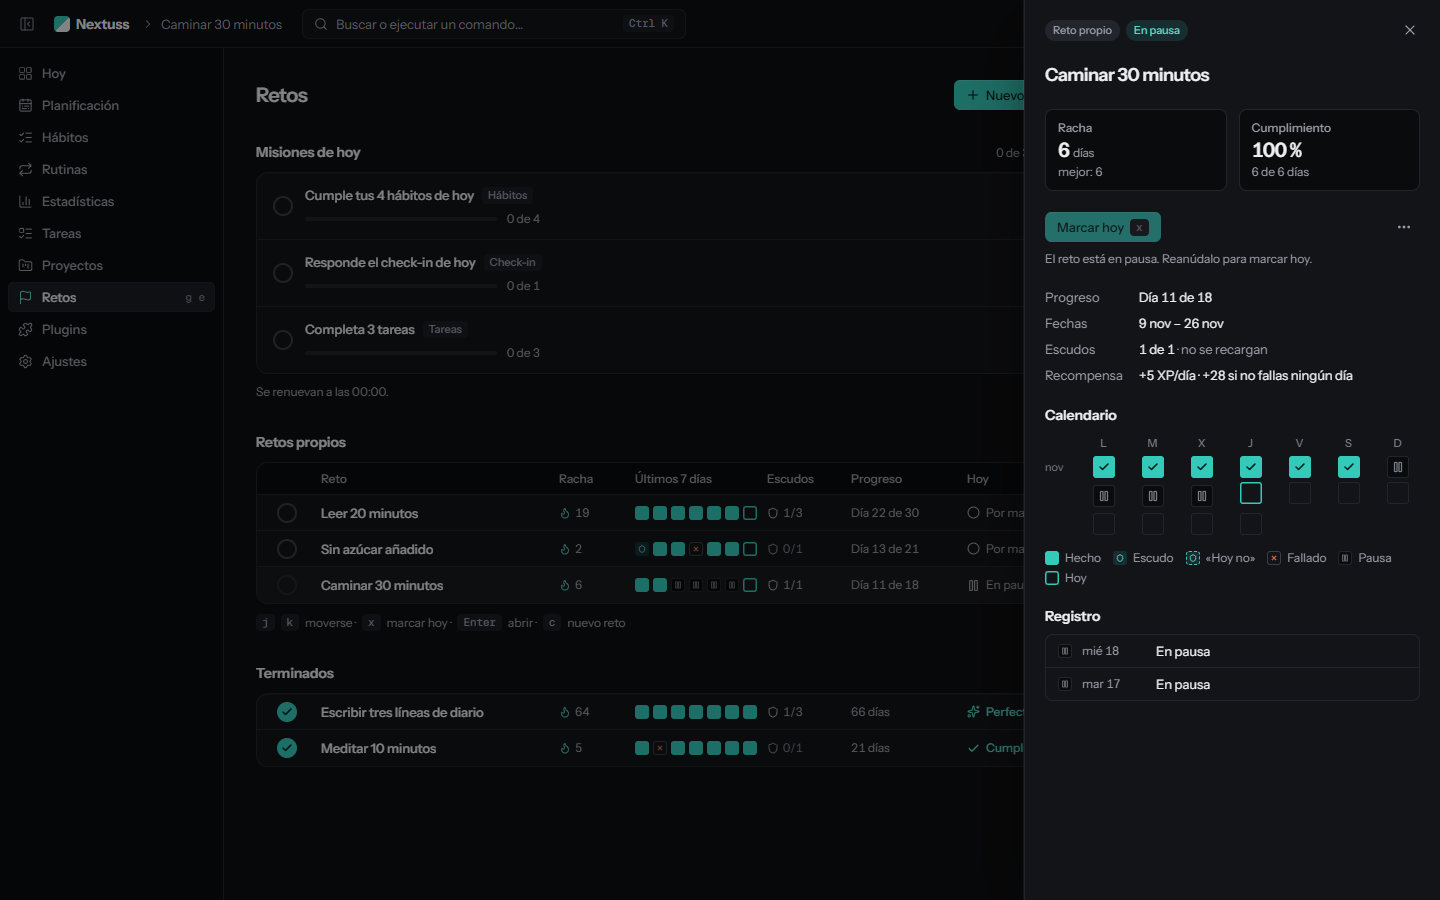 Nextuss
Caminar 30 minutos
Buscar o ejecutar un comando...
Ctrl K
Hoy
Planificación
Hábitos
Rutinas
Estadísticas
Tareas
Proyectos
Retos
g e
Plugins
Ajustes
Retos
+ Nuevo
Misiones de hoy
0 de
Cumple tus 4 hábitos de hoy
Hábitos
0 de 4
Responde el check-in de hoy
Check-in
0 de 1
Completa 3 tareas
Tareas
0 de 3
Se renuevan a las 00:00.
Retos propios
Reto Racha Últimos 7 días Escudos Progreso Hoy
Leer 20 minutos 19 1/3 Día 22 de 30 Por ma
Sin azúcar añadido 2 0/1 Día 13 de 21 Por ma
Caminar 30 minutos 6 1/1 Día 11 de 18 En pau
j k moverse · x marcar hoy · Enter abrir · c nuevo reto
Terminados
Escribir tres líneas de diario 64 1/3 66 días Perfec
Meditar 10 minutos 5 0/1 21 días Cumpl
Reto propio
En pausa
Caminar 30 minutos
Racha
6 días
mejor: 6
Cumplimiento
100 %
6 de 6 días
Marcar hoy x
El reto está en pausa. Reanúdalo para marcar hoy.
Progreso Día 11 de 18
Fechas 9 nov – 26 nov
Escudos 1 de 1 · no se recargan
Recompensa +5 XP/día · +28 si no fallas ningún día
Calendario
L M X J V S D
nov
Hecho Escudo «Hoy no» Fallado Pausa
Hoy
Registro
mié 18 En pausa
mar 17 En pausa